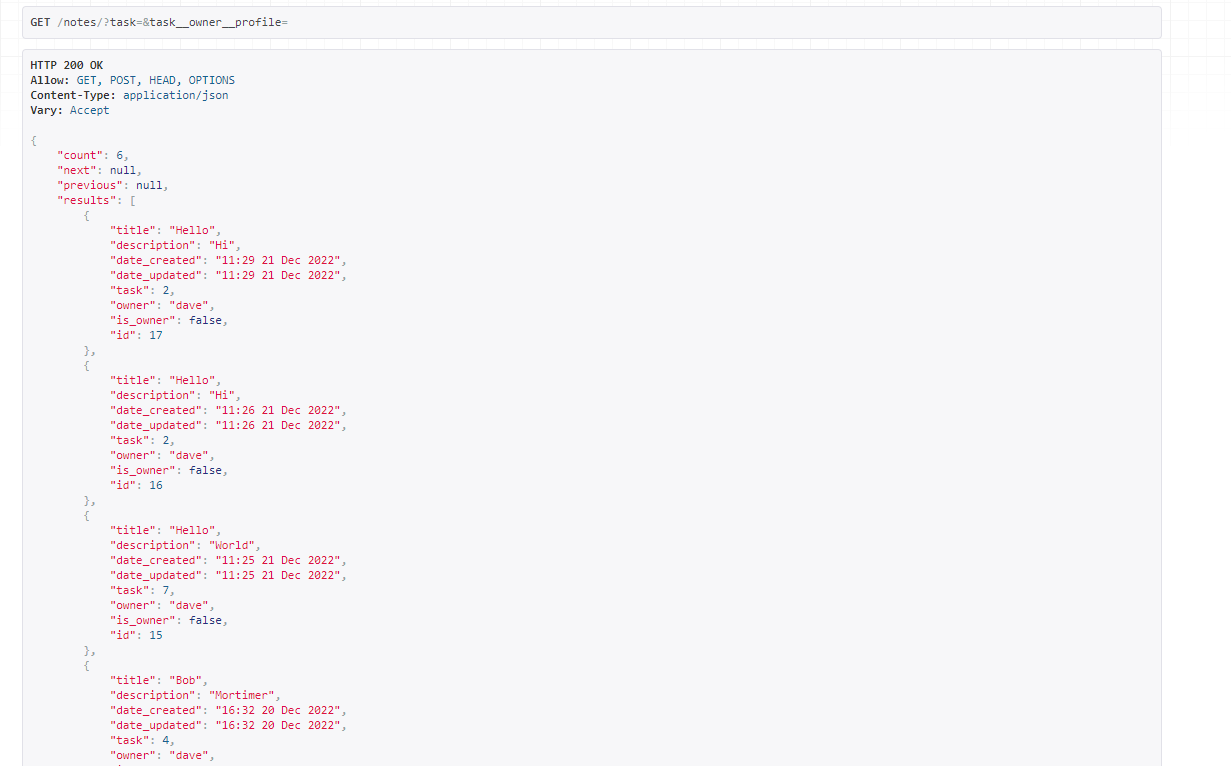 GET /notes/?task=&task__owner__profile=
HTTP 200 OK
Allow: GET, POST, HEAD, OPTIONS
Content-Type: application/json
Vary: Accept
{
"count": 6,
"next": null,
"previous": null,
"results": [
{
"title": "Hello",
"description": "Hi",
"date_created": "11:29 21 Dec 2022",
"date_updated": "11:29 21 Dec 2022",
"task": 2,
"owner": "dave",
"is_owner": false,
"id": 17
},
{
"title": "Hello",
"description": "Hi",
"date_created": "11:26 21 Dec 2022",
"date_updated": "11:26 21 Dec 2022",
"task": 2,
"owner": "dave",
"is_owner": false,
"id": 16
},
{
"title": "Hello",
"description": "World",
"date_created": "11:25 21 Dec 2022",
"date_updated": "11:25 21 Dec 2022",
"task": 7,
"owner": "dave",
"is_owner": false,
"id": 15
},
{
"title": "Bob",
"description": "Mortimer",
"date_created": "16:32 20 Dec 2022",
"date_updated": "16:32 20 Dec 2022",
"task": 4,
"owner": "dave",